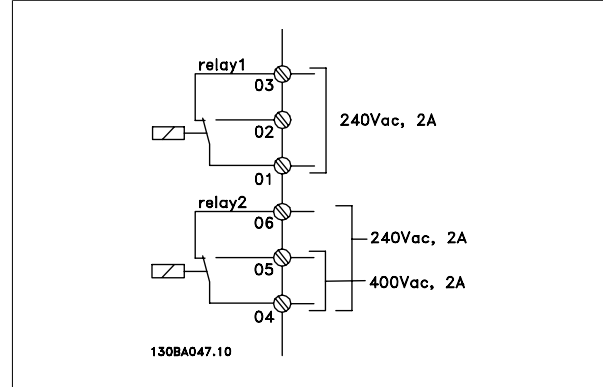 relay1
03
02
240Vac, 2A
01
relay2
06
240Vac, 2A
05
400Vac, 2A
04
130BA047.10